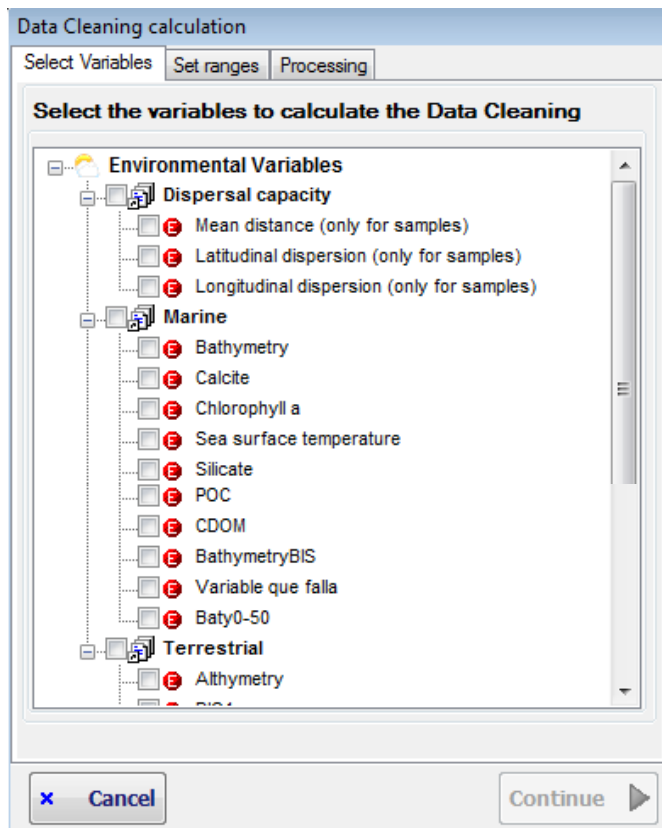 Data Cleaning calculation
Select Variables Set ranges Processing
Select the variables to calculate the Data Cleaning
Environmental Variables
Dispersal capacity
E Mean distance (only for samples)
E Latitudinal dispersion (only for samples)
E Longitudinal dispersion (only for samples)
Marine
E Bathymetry
E Calcite
E Chlorophyll a
E Sea surface temperature
E Silicate
E POC
E CDOM
E BathymetryBIS
E Variable que falla
E Baty0-50
Terrestrial
E Althymetry
Cancel Continue